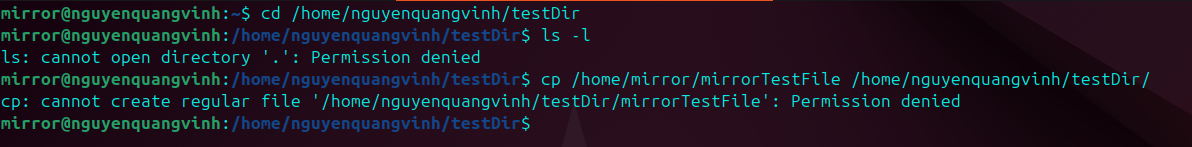 mirror@nguyenquangvinh:~$ cd /home/nguyenquangvinh/testDir
mirror@nguyenquangvinh:/home/nguyenquangvinh/testDir$ ls -l
ls: cannot open directory '.': Permission denied
mirror@nguyenquangvinh:/home/nguyenquangvinh/testDir$ cp /home/mirror/mirrorTestFile /home/nguyenquangvinh/testDir/
cp: cannot create regular file '/home/nguyenquangvinh/testDir/mirrorTestFile': Permission denied
mirror@nguyenquangvinh:/home/nguyenquangvinh/testDir$